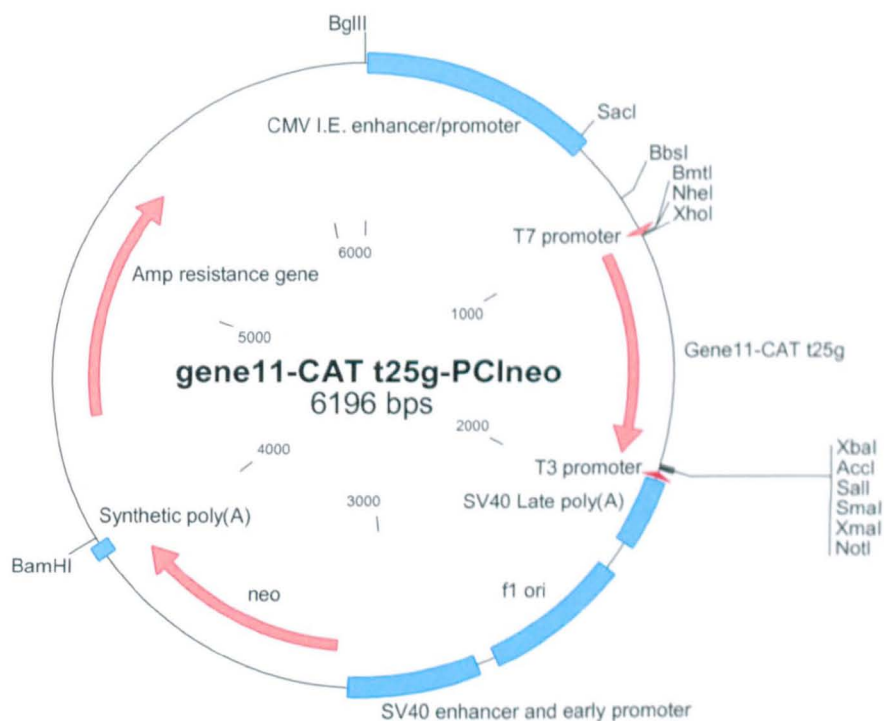 BglII
CMV I.E. enhancer/promoter
SacI
BbsI
BmtI
NheI
XhoI
T7 promoter
6000
Amp resistance gene
1000
5000
Gene11-CAT t25g
gene11-CAT t25g-PCIneo
6196 bps
2000
4000
T3 promoter
XbaI
AccI
SalI
SmaI
XmaI
NotI
SV40 Late poly(A)
3000
Synthetic poly(A)
BamHI
neo
f1 ori
SV40 enhancer and early promoter